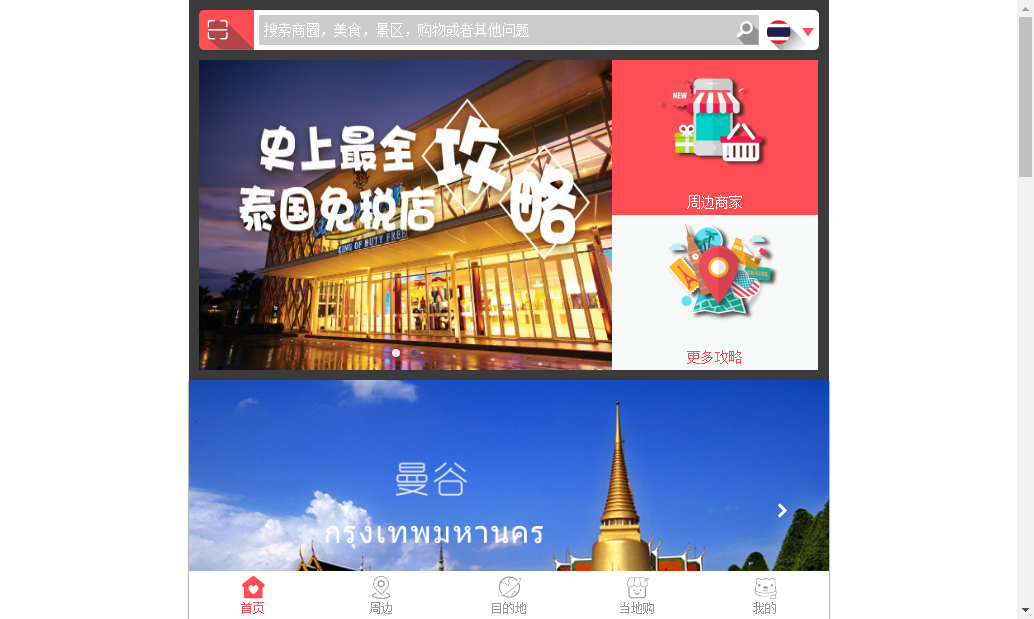 搜索商圈，美食，景区，购物或者其他问题
史上最全攻略
泰国免税店
KING OF DUTY FREE
NEW
周边商家
更多攻略
曼谷
กรุงเทพมหานคร
首页
周边
目的地
当地购
我的